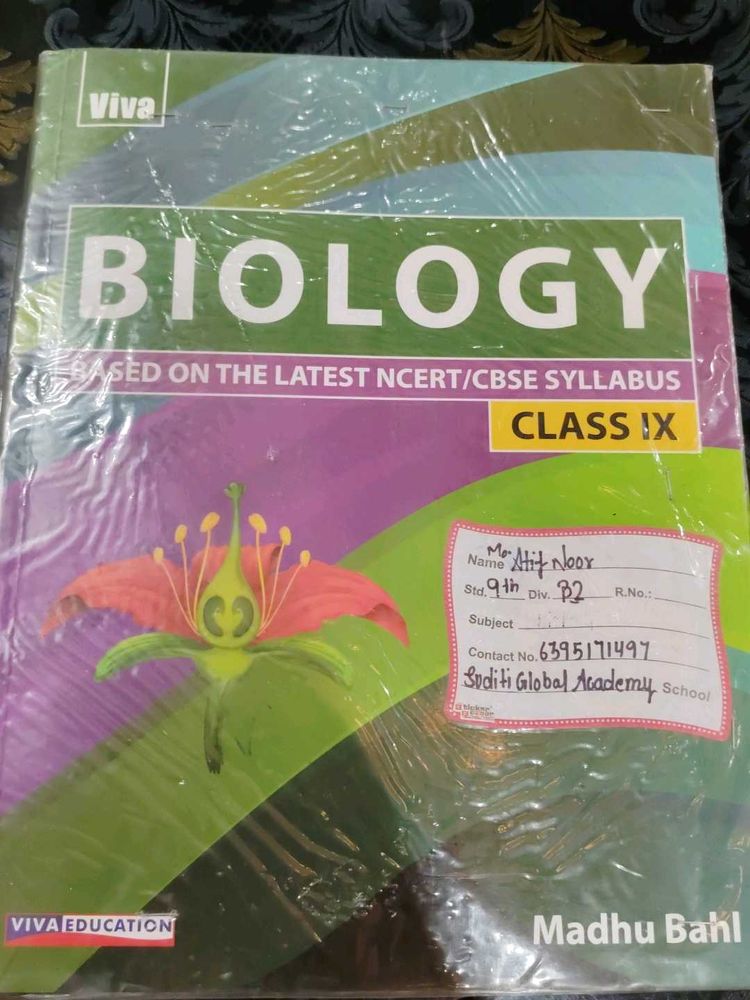 Viva
BIOLOGY
BASED ON THE LATEST NCERT/CBSE SYLLABUS
CLASS IX
Name Mo. Atif Noor
Std. 9th Div. B2 R.No.:
Subject
Contact No. 6395171497
Suditi Global Academy School
VIVA EDUCATION
Madhu Bahl